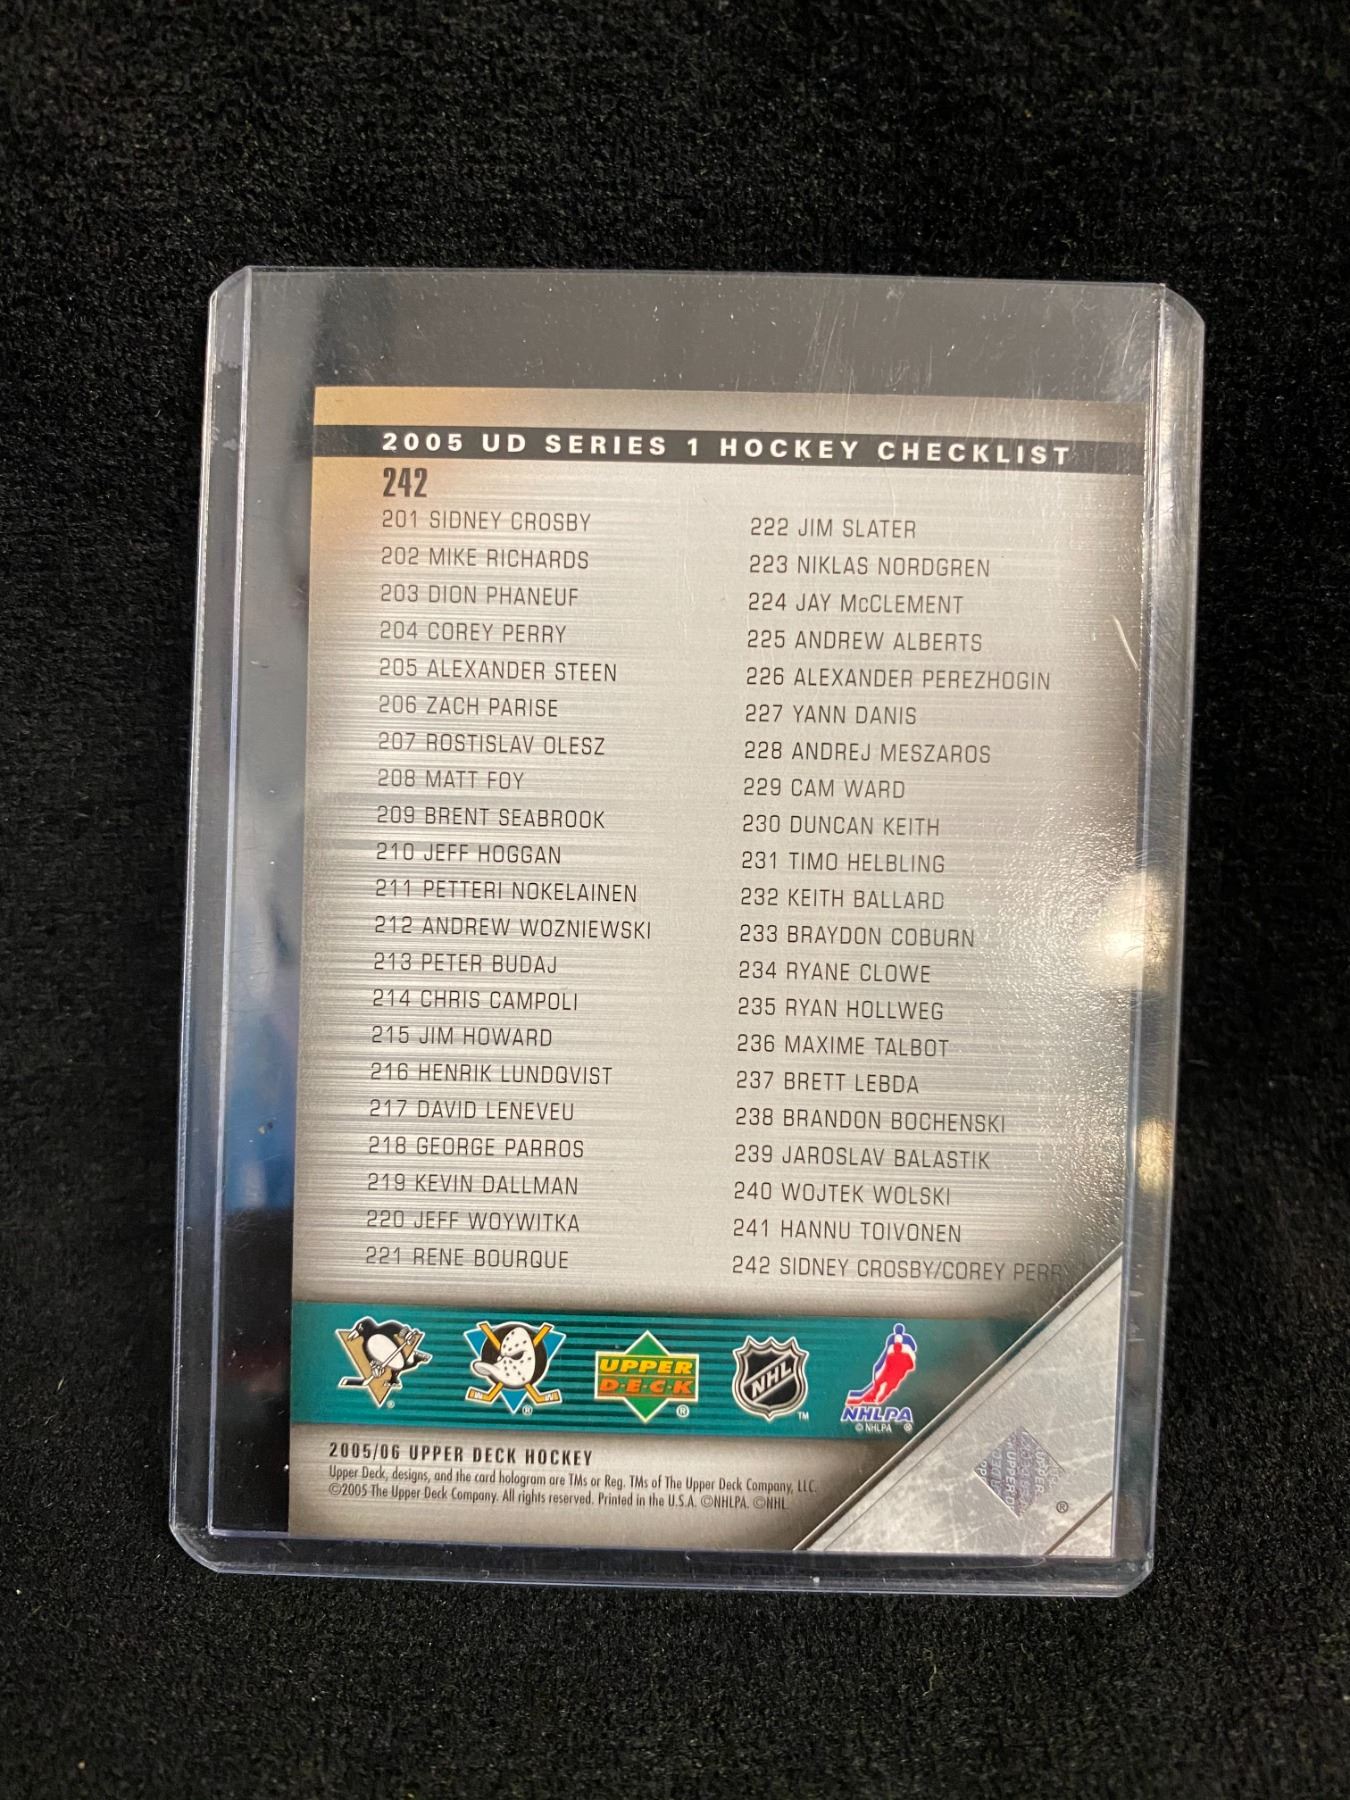 2005 UD SERIES 1 HOCKEY CHECKLIST
242
201 SIDNEY CROSBY
202 MIKE RICHARDS
203 DION PHANEUF
204 COREY PERRY
205 ALEXANDER STEEN
206 ZACH PARISE
207 ROSTISLAV OLESZ
208 MATT FOY
209 BRENT SEABROOK
210 JEFF HOGGAN
211 PETTERI NOKELAINEN
212 ANDREW WOZNIEWSKI
213 PETER BUDAJ
214 CHRIS CAMPOLI
215 JIM HOWARD
216 HENRIK LUNDQVIST
217 DAVID LENEVEU
218 GEORGE PARROS
219 KEVIN DALLMAN
220 JEFF WOYWITKA
221 RENE BOURQUE
222 JIM SLATER
223 NIKLAS NORDGREN
224 JAY McCLEMENT
225 ANDREW ALBERTS
226 ALEXANDER PEREZHOGIN
227 YANN DANIS
228 ANDREJ MESZAROS
229 CAM WARD
230 DUNCAN KEITH
231 TIMO HELBLING
232 KEITH BALLARD
233 BRAYDON COBURN
234 RYANE CLOWE
235 RYAN HOLLWEG
236 MAXIME TALBOT
237 BRETT LEBDA
238 BRANDON BOCHENSKI
239 JAROSLAV BALASTIK
240 WOJTEK WOLSKI
241 HANNU TOIVONEN
242 SIDNEY CROSBY/COREY PERRY
® ® UPPER ® NHL ™ NHLPA
D·E·C·K
© NHLPA ®
2005/06 UPPER DECK HOCKEY
Upper Deck, designs, and the card hologram are TMs or Reg. TMs of The Upper Deck Company, LLC.
©2005 The Upper Deck Company. All rights reserved. Printed in the U.S.A. ©NHLPA. ©NHL.
®